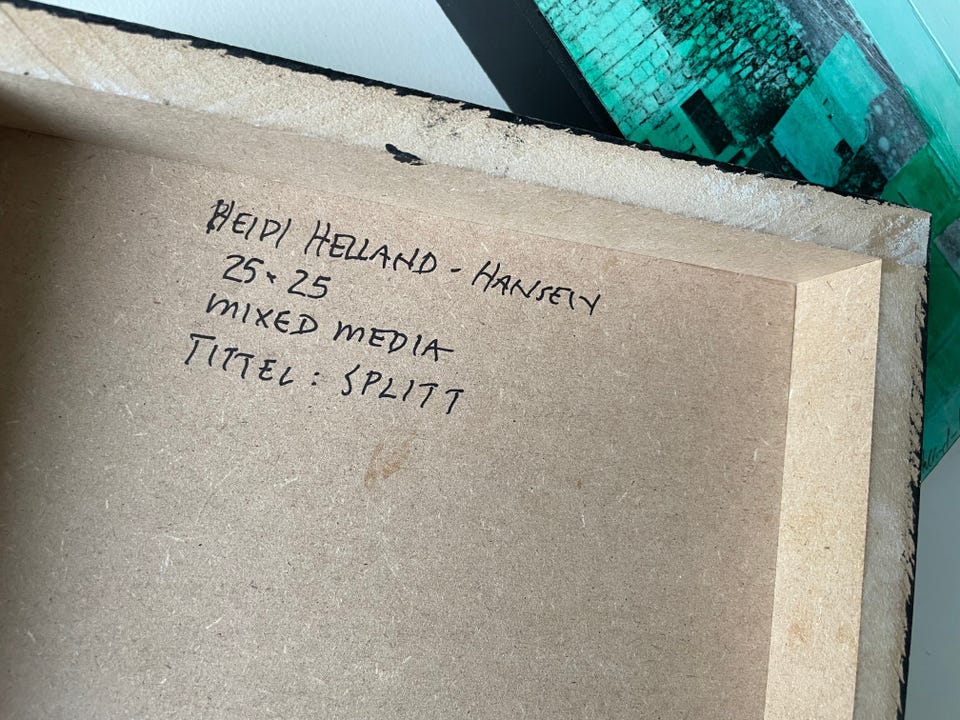 HEIDI HELLAND - HANSEN
25 × 25
MIXED MEDIA
TITTEL: SPLITT